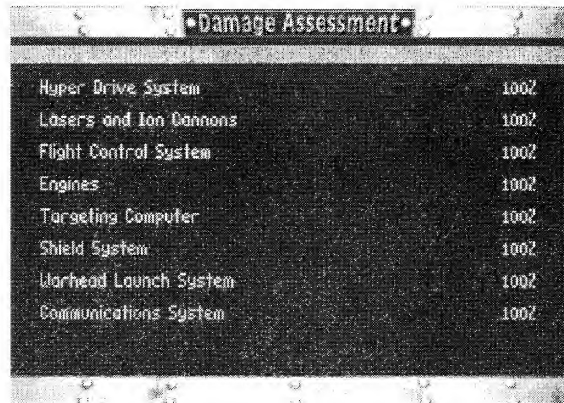 •Damage Assessment•
Hyper Drive System 100%
Lasers and Ion Cannons 100%
Flight Control System 100%
Engines 100%
Targeting Computer 100%
Shield System 100%
Warhead Launch System 100%
Communications System 100%